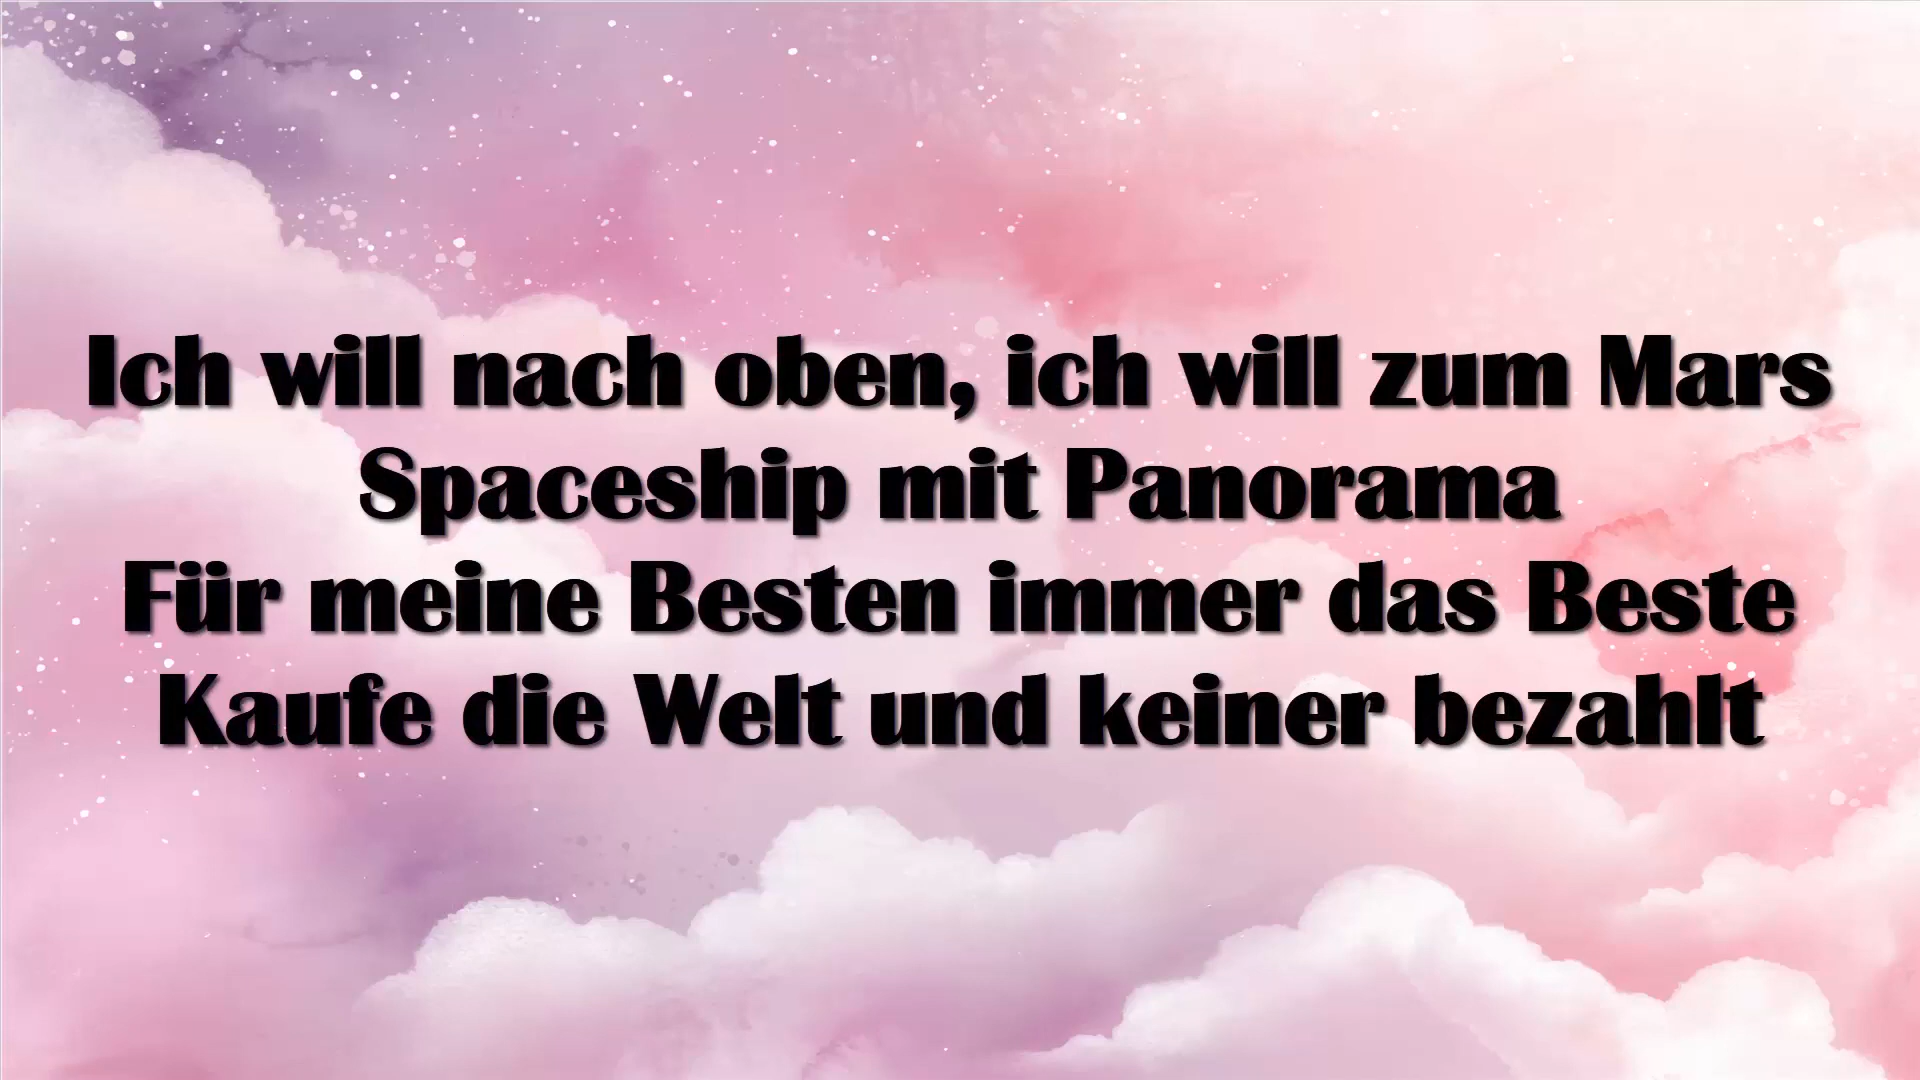 Ich will nach oben, ich will zum Mars
Spaceship mit Panorama
Für meine Besten immer das Beste
Kaufe die Welt und keiner bezahlt